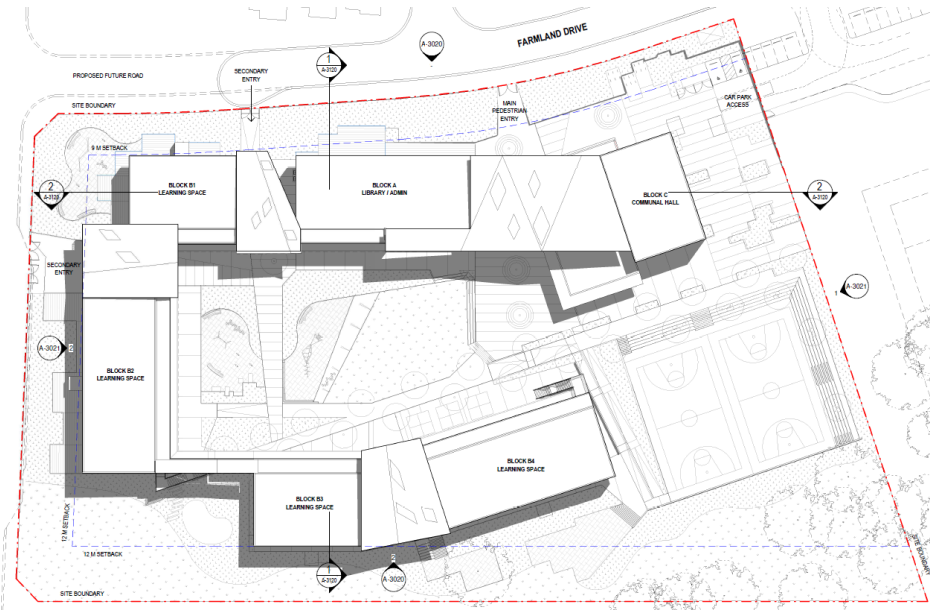 FARMLAND DRIVE
A-3020
1
A-3120
PROPOSED FUTURE ROAD
SECONDARY
ENTRY
SITE BOUNDARY
MAIN
PEDESTRIAN
ENTRY
CAR PARK
ACCESS
9 M SETBACK
BLOCK B1
LEARNING SPACE
BLOCK A
LIBRARY / ADMIN
BLOCK C
COMMUNAL HALL
2
A-3120
2
A-3120
SECONDARY
ENTRY
1
A-3021
A-3021
BLOCK B2
LEARNING SPACE
BLOCK B4
LEARNING SPACE
BLOCK B3
LEARNING SPACE
12 M SETBACK
12 M SETBACK
SITE BOUNDARY
1
A-3120
A-3020
SITE BOUNDARY